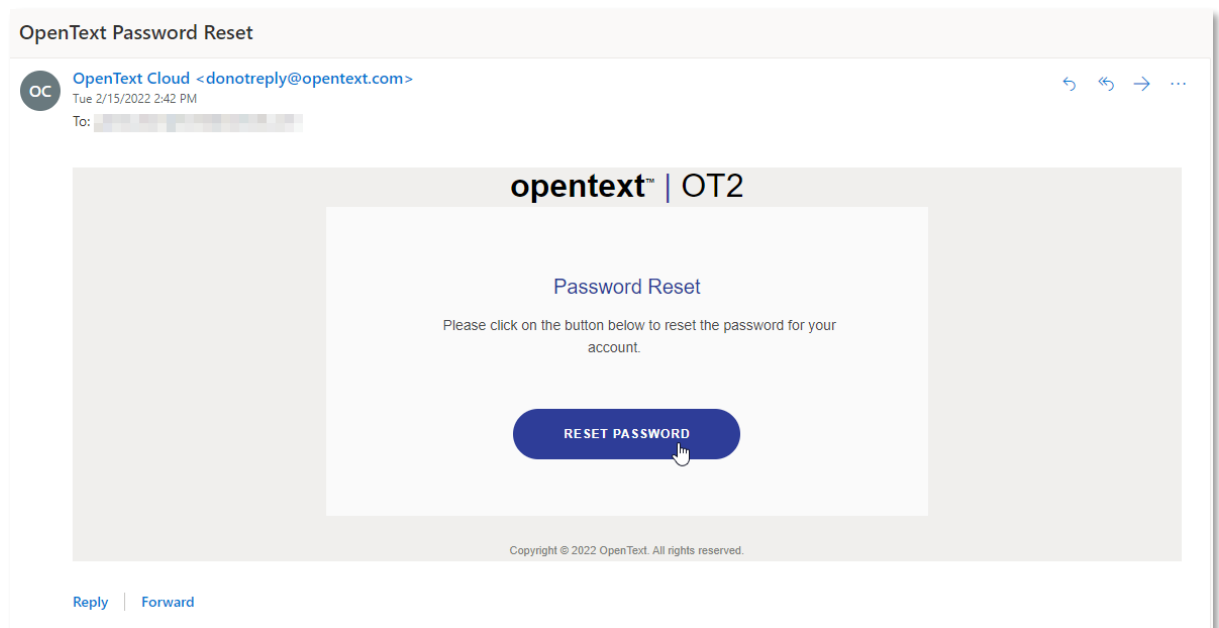 OpenText Password Reset
OC
OpenText Cloud <donotreply@opentext.com>
Tue 2/15/2022 2:42 PM
To:
opentext™ | OT2
Password Reset
Please click on the button below to reset the password for your
account.
RESET PASSWORD
Copyright © 2022 OpenText. All rights reserved.
Reply | Forward